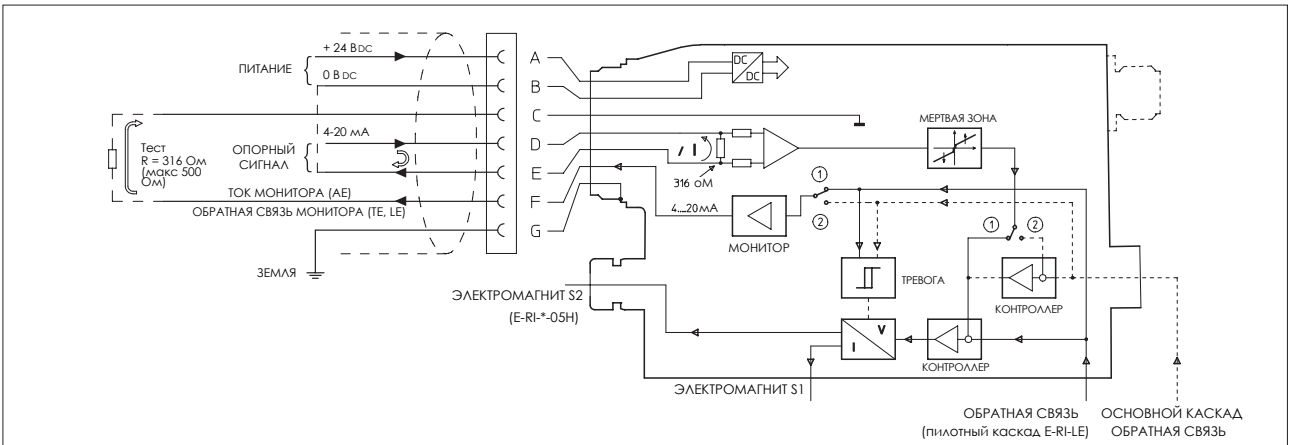 + 24 В DC
ПИТАНИЕ
0 В DC
Тест
R = 316 Ом
(макс 500
Ом)
4-20 мА
ОПОРНЫЙ
СИГНАЛ
ТОК МОНИТОРА (AE)
ОБРАТНАЯ СВЯЗЬ МОНИТОРА (TE, LE)
ЗЕМЛЯ
A
B
C
D
E
F
G
DC
DC
МЕРТВАЯ ЗОНА
/ I
316 оМ
4....20мА
МОНИТОР
1
2
1
2
ТРЕВОГА
КОНТРОЛЛЕР
V
I
КОНТРОЛЛЕР
ЭЛЕКТРОМАГНИТ S2
(E-RI-*-05H)
ЭЛЕКТРОМАГНИТ S1
ОБРАТНАЯ СВЯЗЬ
(пилотный каскад E-RI-LE)
ОСНОВНОЙ КАСКАД
ОБРАТНАЯ СВЯЗЬ